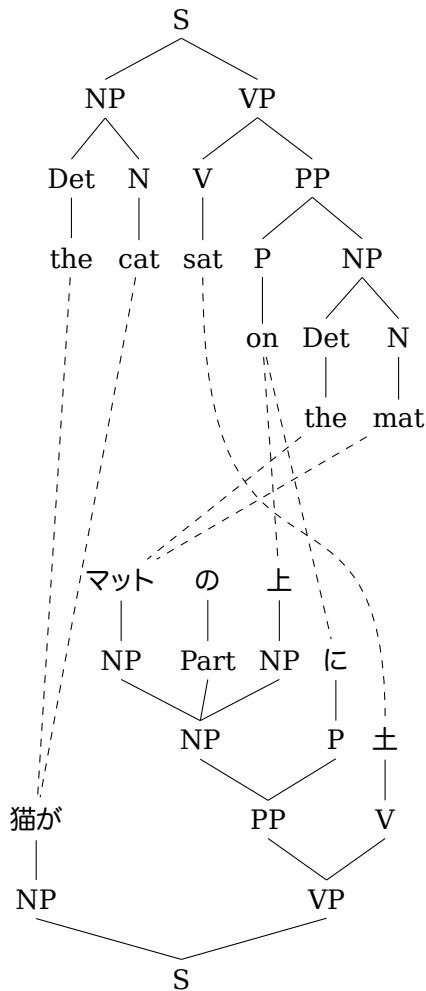 S
NP VP
Det N V PP
the cat sat P NP
on Det N
the mat
マット の 上
NP Part NP に
NP P 土
猫が PP V
NP VP
S